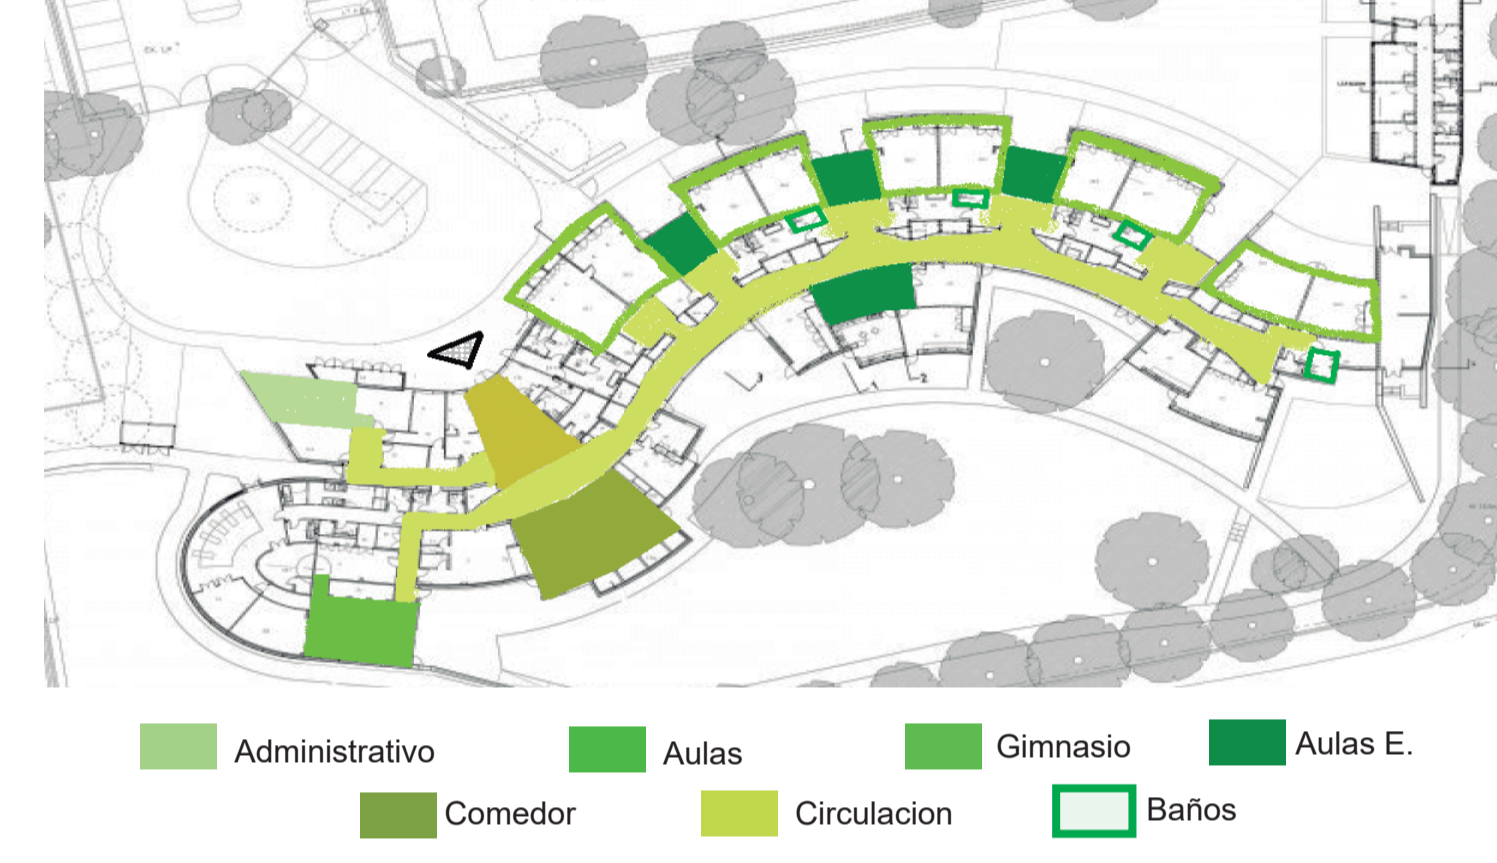 Administrativo
Aulas
Gimnasio
Aulas E.
Comedor
Circulacion
Baños